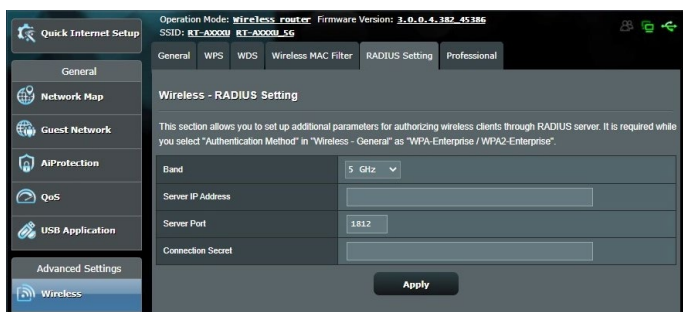 Quick Internet Setup
General
Network Map
Guest Network
AiProtection
QoS
USB Application
Advanced Settings
Wireless
Operation Mode: Wireless router Firmware Version: 3.0.0.4.382_45386
SSID: RT-AXXXU RT-AXXXU_5G
General WPS WDS Wireless MAC Filter RADIUS Setting Professional
Wireless - RADIUS Setting
This section allows you to set up additional parameters for authorizing wireless clients through RADIUS server. It is required while
you select "Authentication Method" in "Wireless - General" as "WPA-Enterprise / WPA2-Enterprise".
Band 5 GHz
Server IP Address
Server Port 1812
Connection Secret
Apply